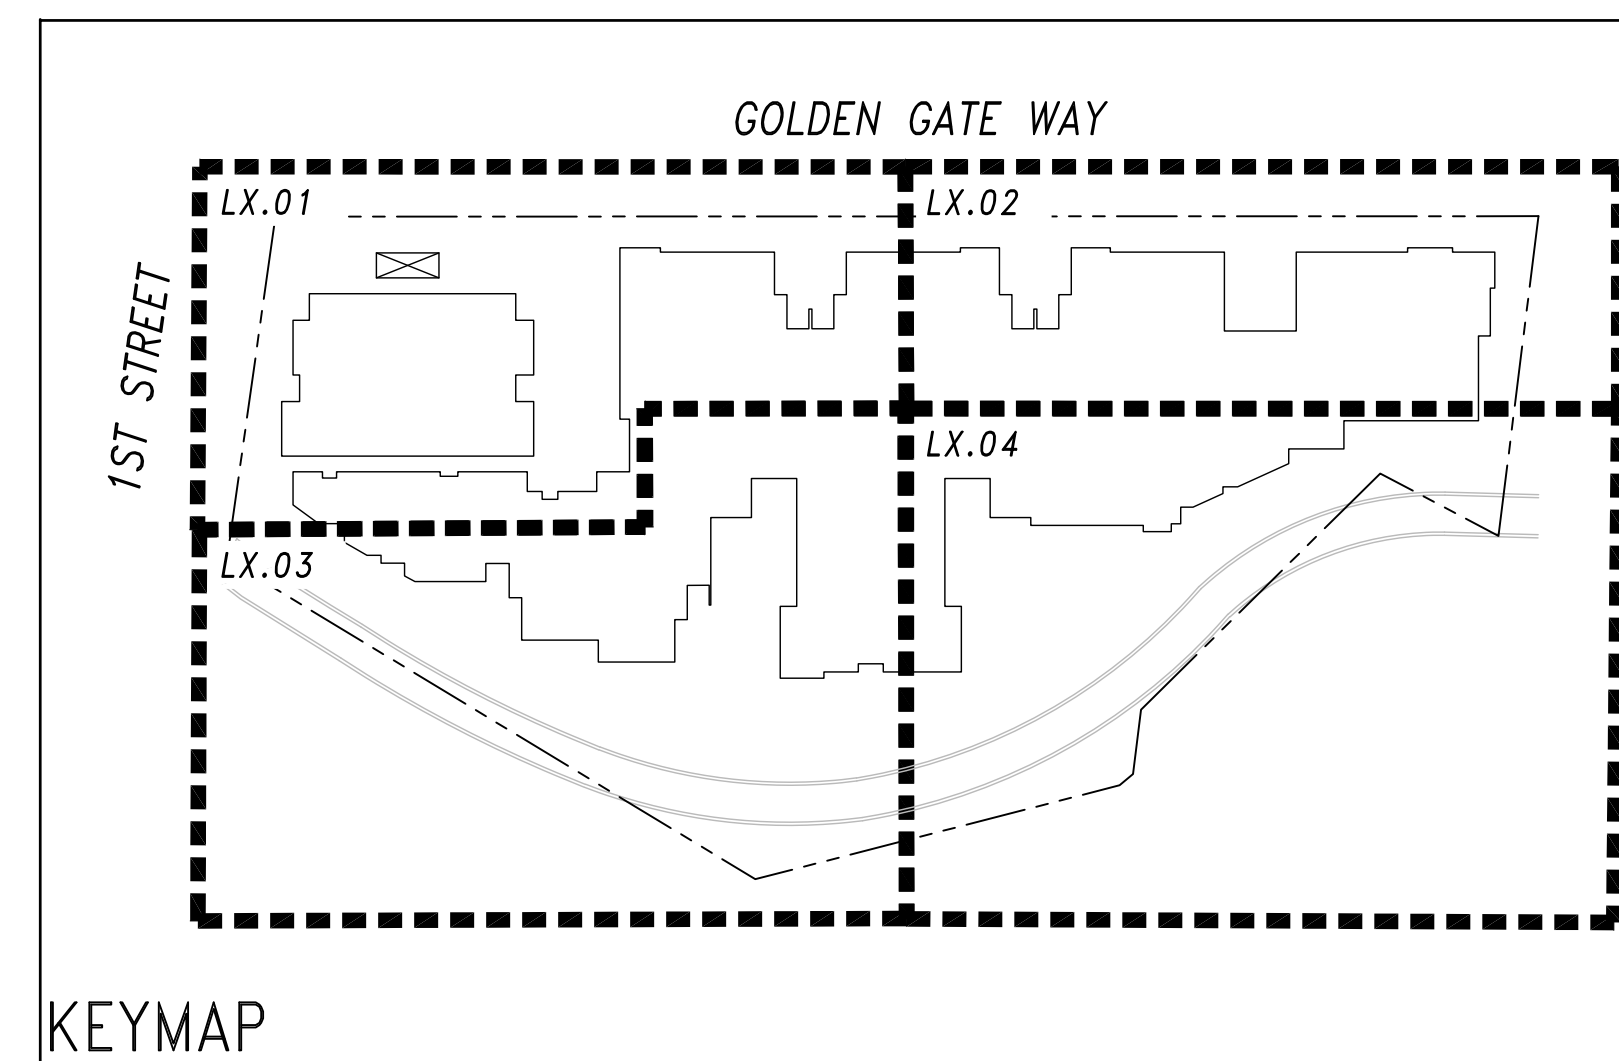 GOLDEN GATE WAY
LX.01
LX.02
1ST STREET
LX.04
LX.03
KEYMAP